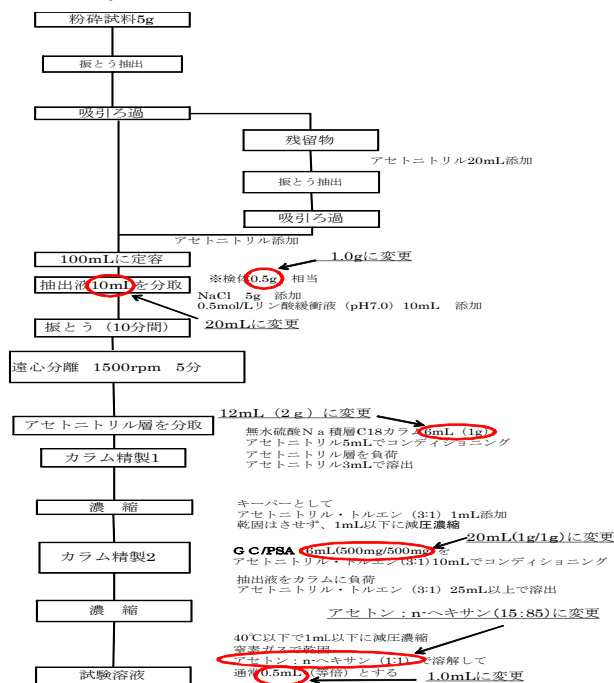 粉砕試料5g
振とう抽出
吸引ろ過
残留物
アセトニトリル20mL添加
振とう抽出
吸引ろ過
アセトニトリル添加
100mLに定容
1.0gに変更
抽出液10mLを分取
※検体0.5g 相当
NaCl 5g 添加
0.5mol/Lリン酸緩衝液 (pH7.0) 10mL 添加
振とう (10分間)
20mLに変更
遠心分離 1500rpm 5分
12mL (2g) に変更
アセトニトリル層を分取
無水硫酸Na積層C18カラム6mL (1g)
アセトニトリル5mLでコンディショニング
アセトニトリル層を負荷
アセトニトリル3mLで溶出
カラム精製1
濃 縮
キーパーとして
アセトニトリル・トルエン (3:1) 1mL添加
乾固はさせず、1mL以下に減圧濃縮
20mL(1g/1g)に変更
カラム精製2
GC/PSA 6mL(500mg/500mg)を
アセトニトリル・トルエン(3:1)10mLでコンディショニング
抽出液をカラムに負荷
アセトニトリル・トルエン (3:1) 25mL以上で溶出
濃 縮
アセトン：n-ヘキサン(15:85)に変更
40℃以下で1mL以下に減圧濃縮
窒素ガスで乾固
アセトン：n-ヘキサン (1:1) で溶解して
試験溶液
通常0.5mL (等倍) とする
1.0mLに変更